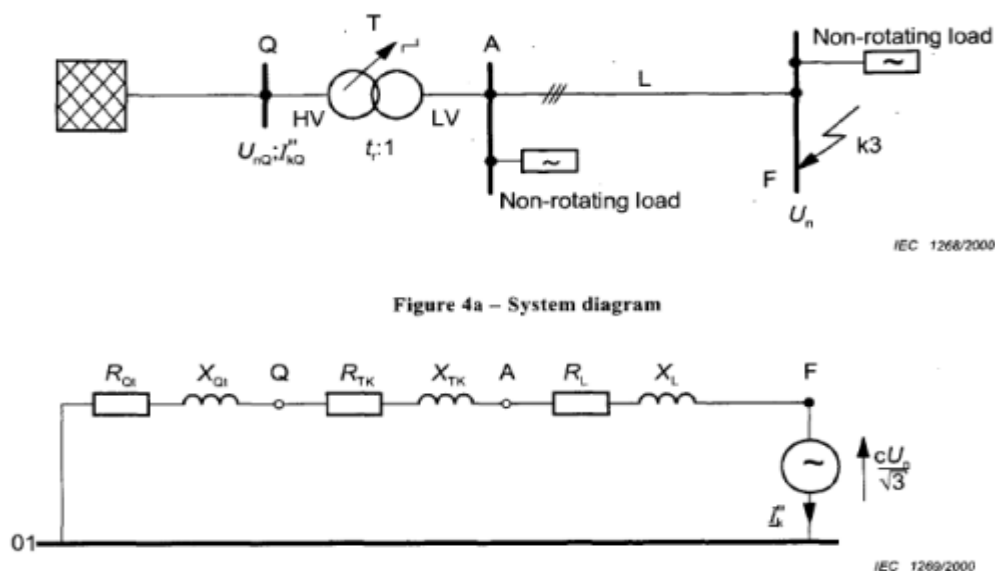 T
Q
A
Non-rotating load
HV
LV
L
U_nQ; I''_kQ
t_r:1
k3
Non-rotating load
F
U_n
IEC 1268/2000
Figure 4a – System diagram
R_Qt X_Qt Q R_TK X_TK A R_L X_L F
cU_n
√3
I''_k
01
IEC 1269/2000